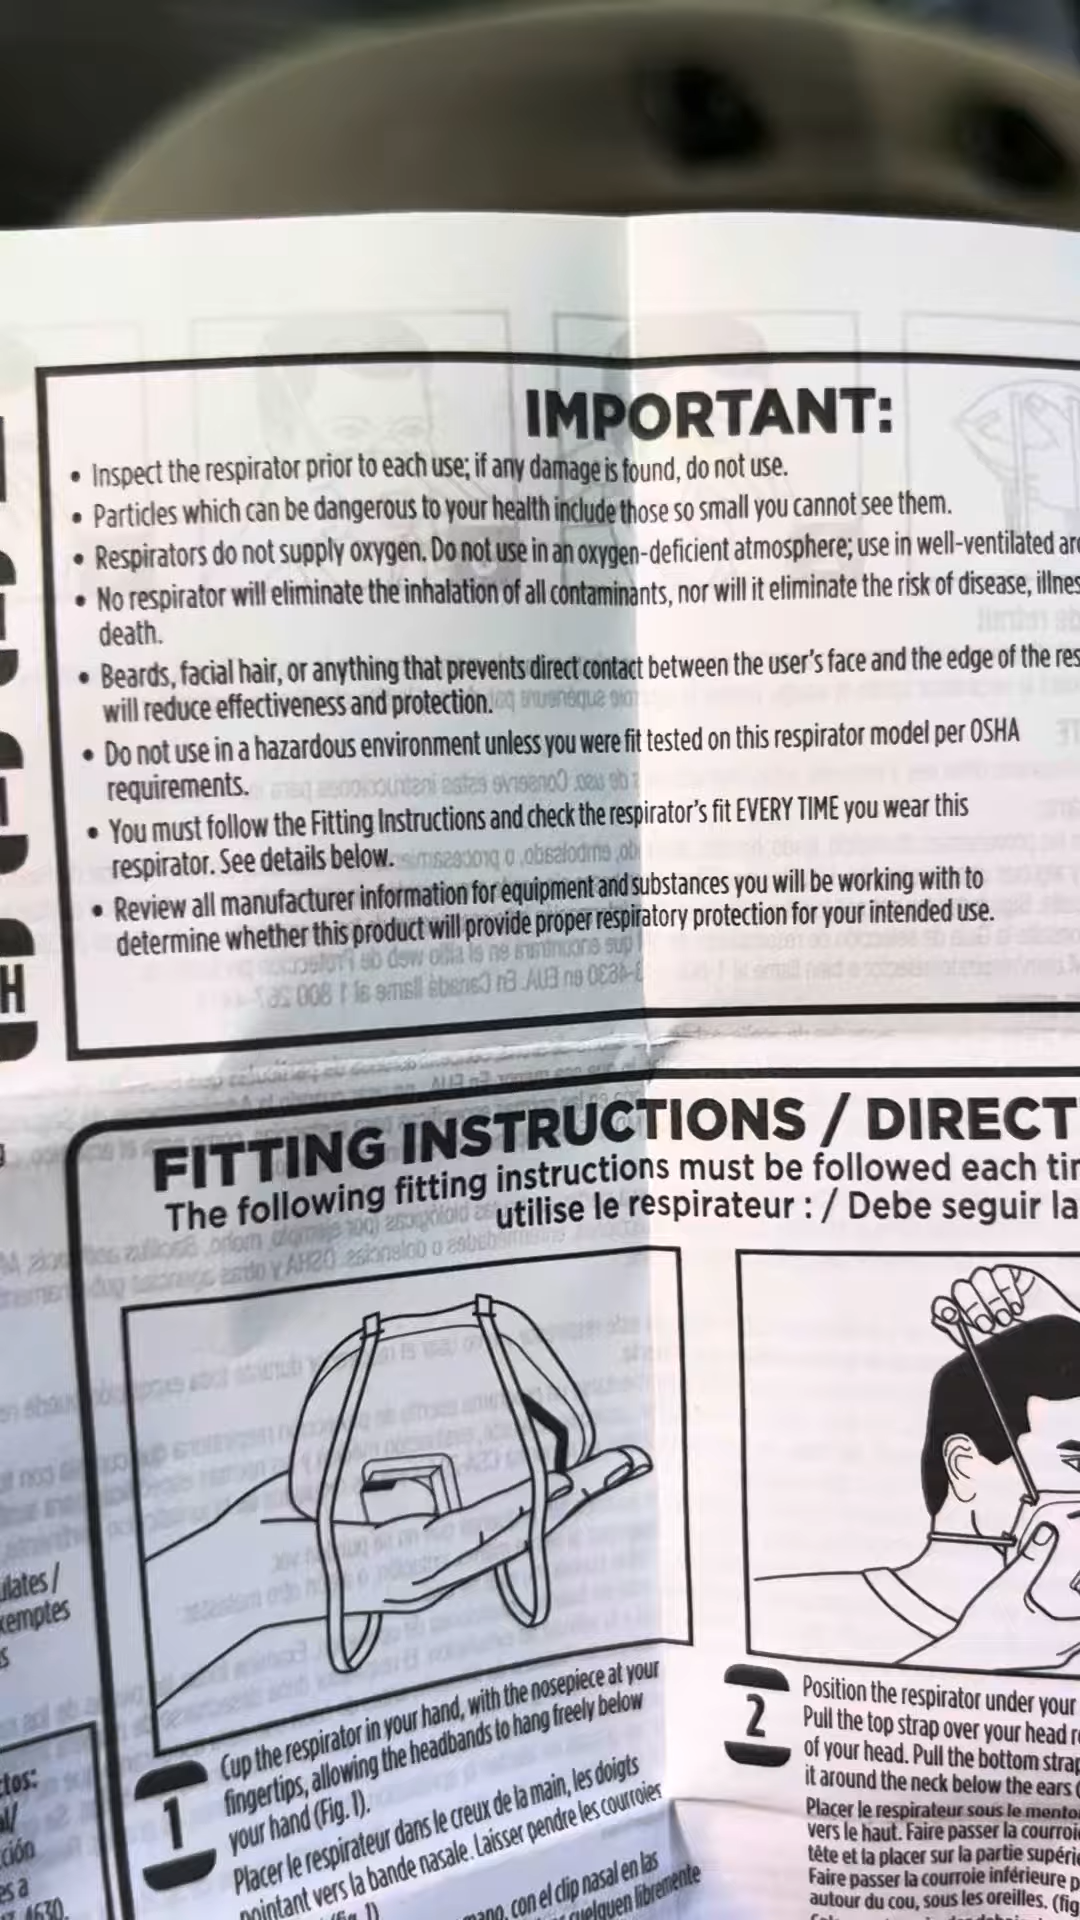 IMPORTANT:
• Inspect the respirator prior to each use; if any damage is found, do not use.
• Particles which can be dangerous to your health include those so small you cannot see them.
• Respirators do not supply oxygen. Do not use in an oxygen-deficient atmosphere; use in well-ventilated
• No respirator will eliminate the inhalation of all contaminants, nor will it eliminate the risk of disease,
death.
• Beards, facial hair, or anything that prevents direct contact between the user's face and the edge of the
will reduce effectiveness and protection.
• Do not use in a hazardous environment unless you were fit tested on this respirator model per OSHA
requirements.
• You must follow the Fitting Instructions and check the respirator's fit EVERY TIME you wear this
respirator. See details below.
• Review all manufacturer information for equipment and substances you will be working with to
determine whether this product will provide proper respiratory protection for your intended use.
H
FITTING INSTRUCTIONS / DIRECT
The following fitting instructions must be followed each
utilise le respirateur : / Debe seguir la
1
Cup the respirator in your hand, with the nosepiece at your
fingertips, allowing the headbands to hang freely below
your hand (Fig. 1).
Placer le respirateur dans le creux de la main, les doigts
pointant vers la bande nasale. Laisser pendre les courroies
(fig. 1)
mano, con el clip nasal en las
cuelguen libremente
2
Position the respirator under your
Pull the top strap over your head
of your head. Pull the bottom strap
it around the neck below the ears
Placer le respirateur sous le menton
vers le haut. Faire passer la courroie
tête et la placer sur la partie
Faire passer la courroie inférieure
autour du cou, sous les oreilles. (fig